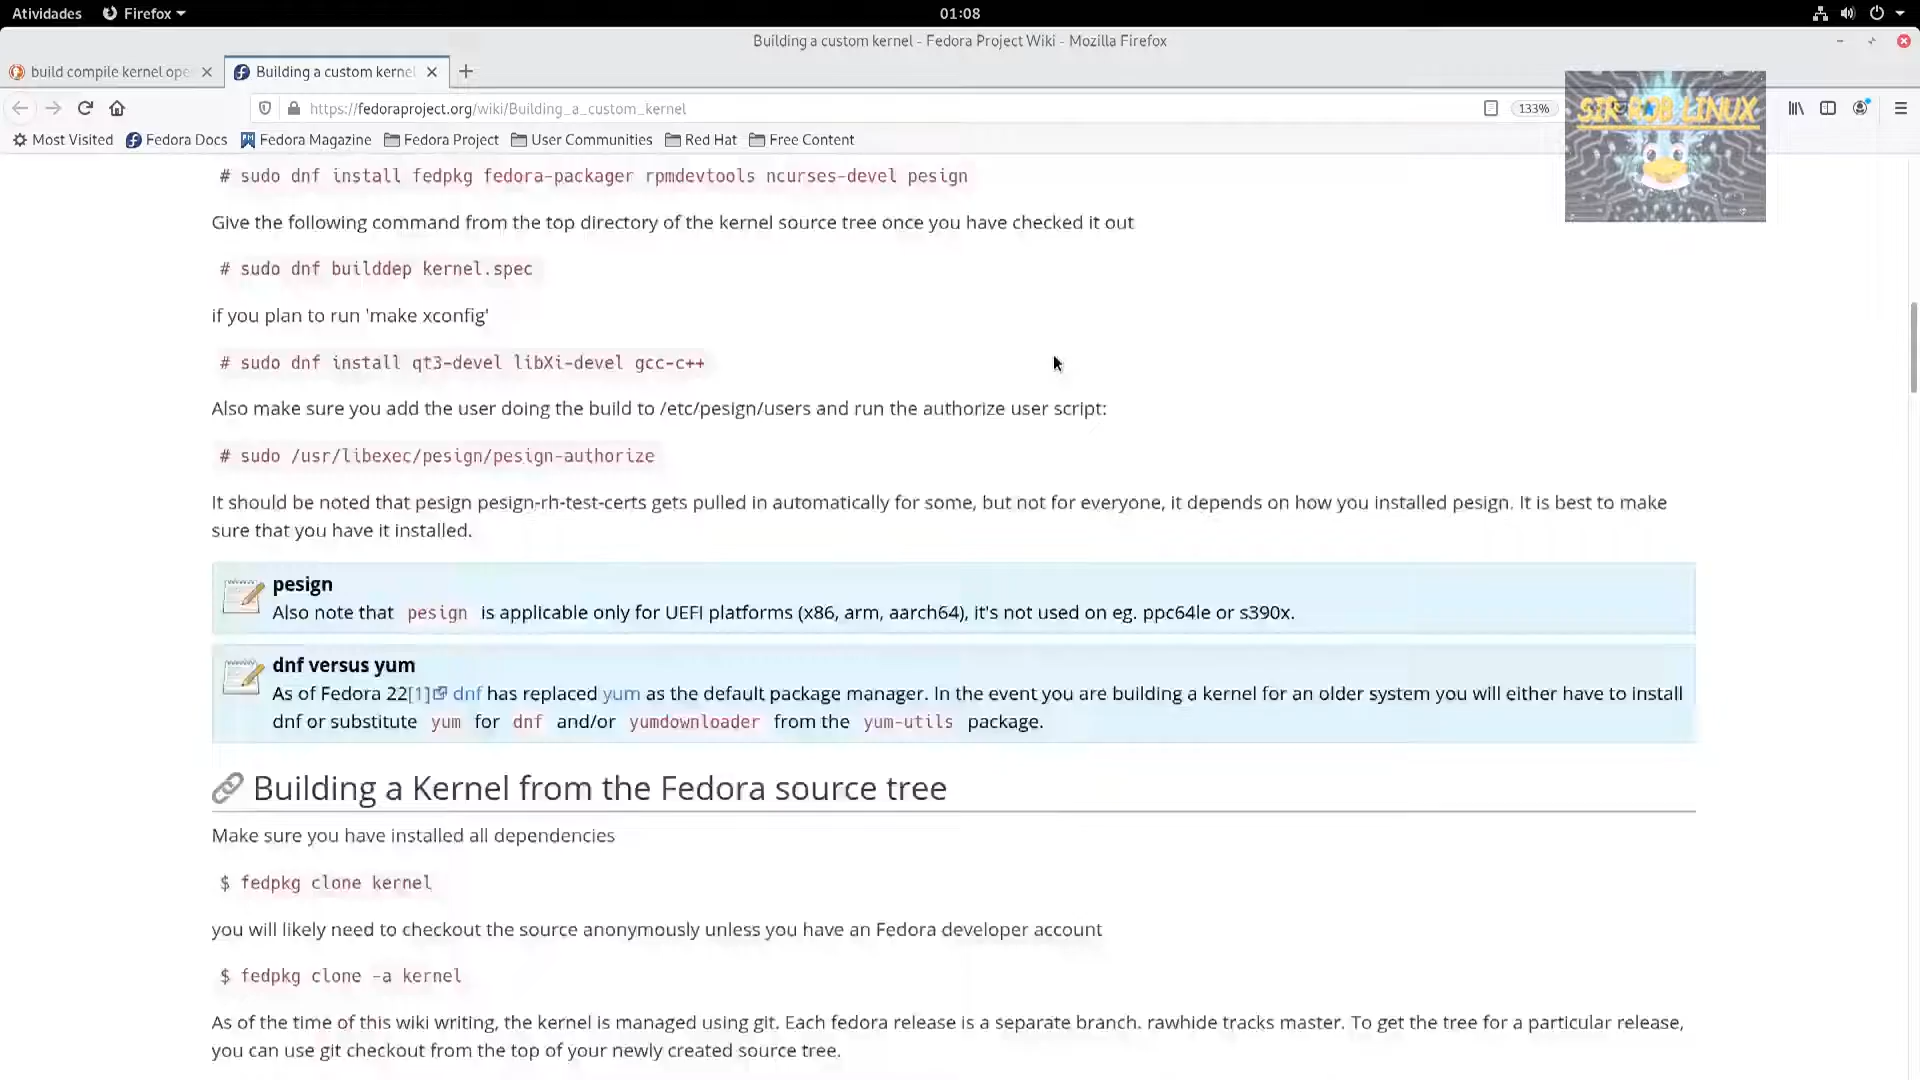 Atividades Firefox 01:08
Building a custom kernel - Fedora Project Wiki - Mozilla Firefox
build compile kernel ope Building a custom kernel
https://fedoraproject.org/wiki/Building_a_custom_kernel 133%
SIR ROB LINUX
Most Visited Fedora Docs Fedora Magazine Fedora Project User Communities Red Hat Free Content
# sudo dnf install fedpkg fedora-packager rpmdevtools ncurses-devel pesign
Give the following command from the top directory of the kernel source tree once you have checked it out
# sudo dnf builddep kernel.spec
if you plan to run 'make xconfig'
# sudo dnf install qt3-devel libXi-devel gcc-c++
Also make sure you add the user doing the build to /etc/pesign/users and run the authorize user script:
# sudo /usr/libexec/pesign/pesign-authorize
It should be noted that pesign pesign-rh-test-certs gets pulled in automatically for some, but not for everyone, it depends on how you installed pesign. It is best to make
sure that you have it installed.
pesign
Also note that pesign is applicable only for UEFI platforms (x86, arm, aarch64), it's not used on eg. ppc64le or s390x.
dnf versus yum
As of Fedora 22[1] dnf has replaced yum as the default package manager. In the event you are building a kernel for an older system you will either have to install
dnf or substitute yum for dnf and/or yumdownloader from the yum-utils package.
Building a Kernel from the Fedora source tree
Make sure you have installed all dependencies
$ fedpkg clone kernel
you will likely need to checkout the source anonymously unless you have an Fedora developer account
$ fedpkg clone -a kernel
As of the time of this wiki writing, the kernel is managed using git. Each fedora release is a separate branch. rawhide tracks master. To get the tree for a particular release,
you can use git checkout from the top of your newly created source tree.